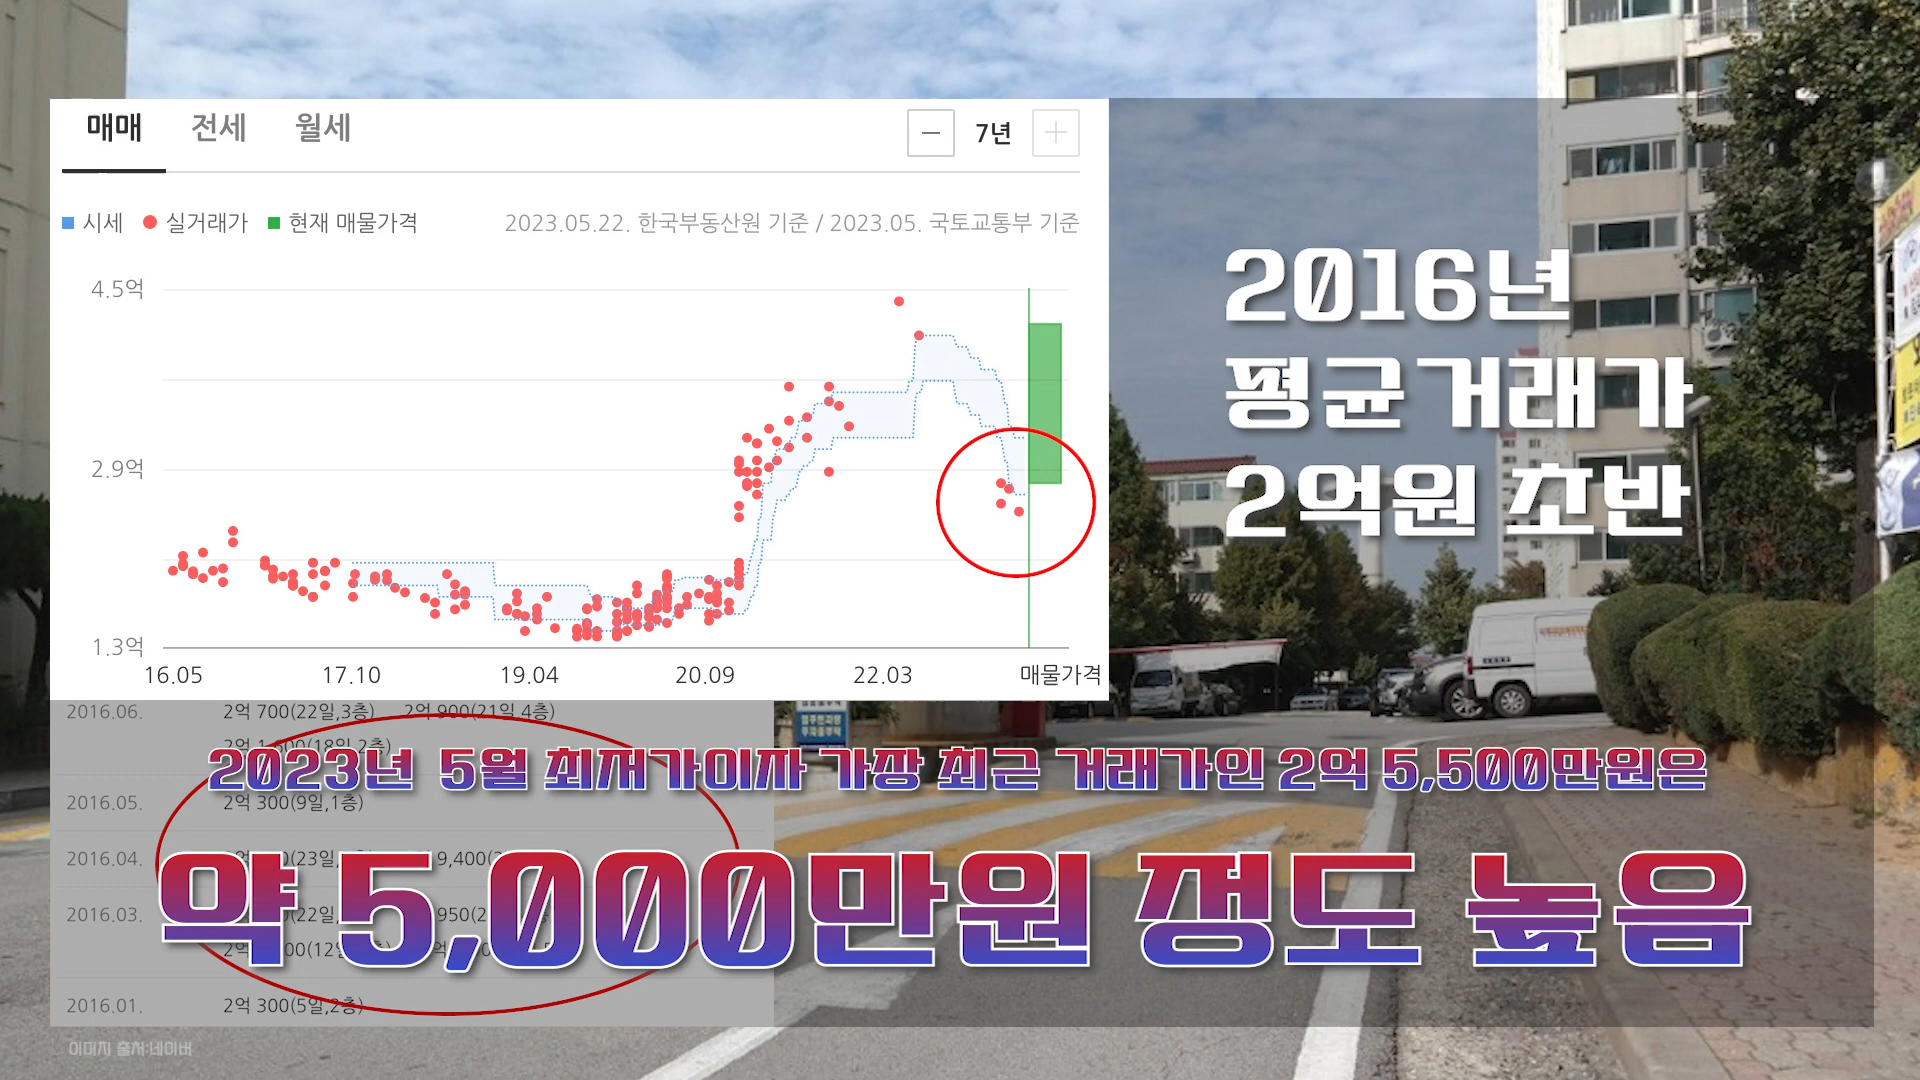 매매 전세 월세
7년
시세 실거래가 현재 매물가격
2023.05.22. 한국부동산원 기준 / 2023.05. 국토교통부 기준
4.5억
2.9억
1.3억
16.05 17.10 19.04 20.09 22.03 매물가격
2016년
평균거래가
2억원 초반
2016.06. 2억 700(22일,3층) 2억 900(21일,4층)
2023년 5월 최저가이자 가장 최근 거래가인 2억 5,500만원은
2016.05. 2억 300(9일,1층)
2016.04.
약 5,000만원 정도 높음
2016.03.
2016.01. 2억 300(5일,2층)
이미지 출처:네이버